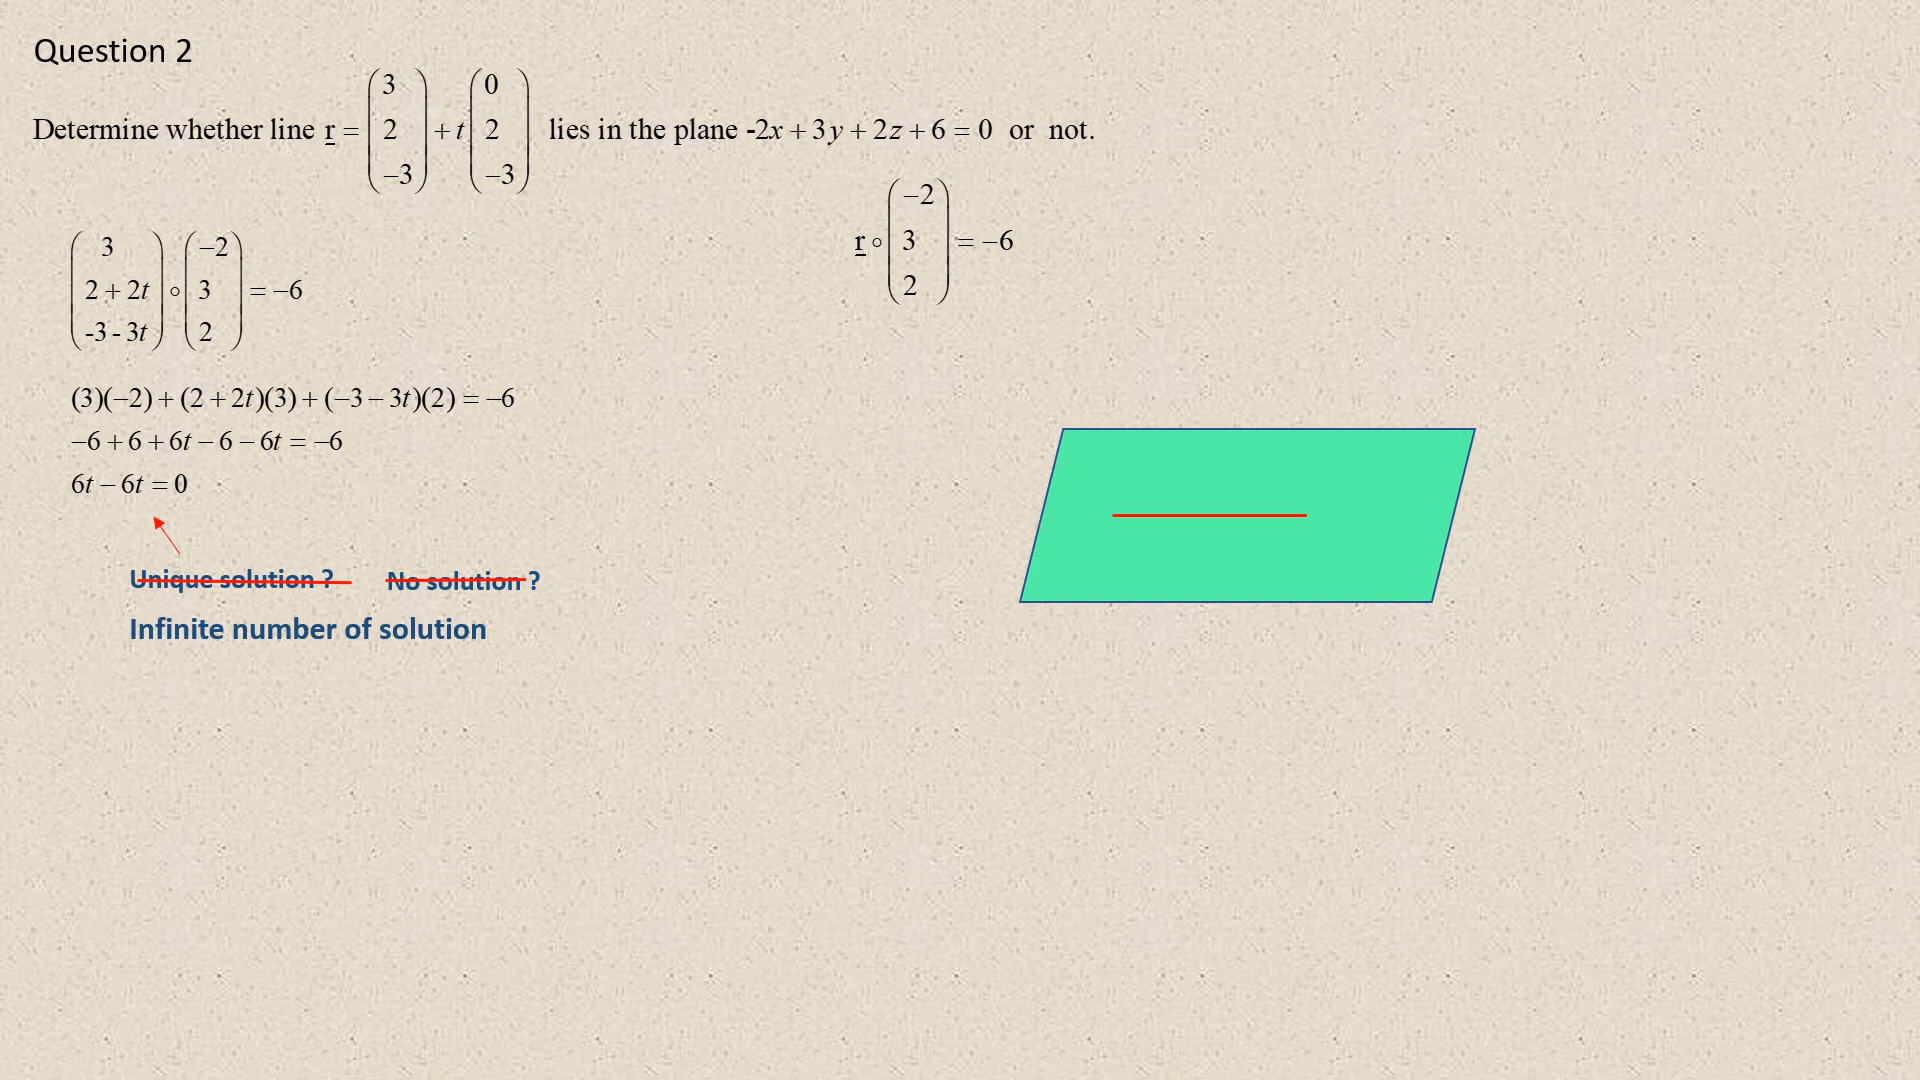 Question 2
Determine whether line r = (3 2 −3) + t (0 2 −3) lies in the plane -2x + 3y + 2z + 6 = 0 or not.
r ∘ (−2 3 2) = −6
(3 2 + 2t -3 - 3t) ∘ (−2 3 2) = −6
(3)(−2) + (2 + 2t)(3) + (−3 − 3t)(2) = −6
−6 + 6 + 6t − 6 − 6t = −6
6t − 6t = 0
Unique solution ? No solution ?
Infinite number of solution